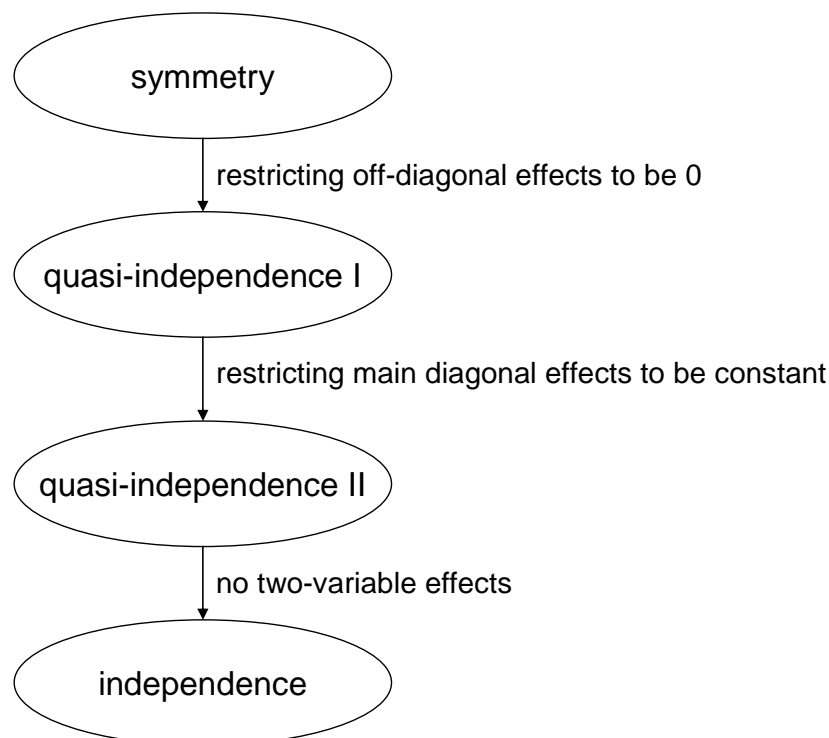 symmetry
restricting off-diagonal effects to be 0
quasi-independence I
restricting main diagonal effects to be constant
quasi-independence II
no two-variable effects
independence